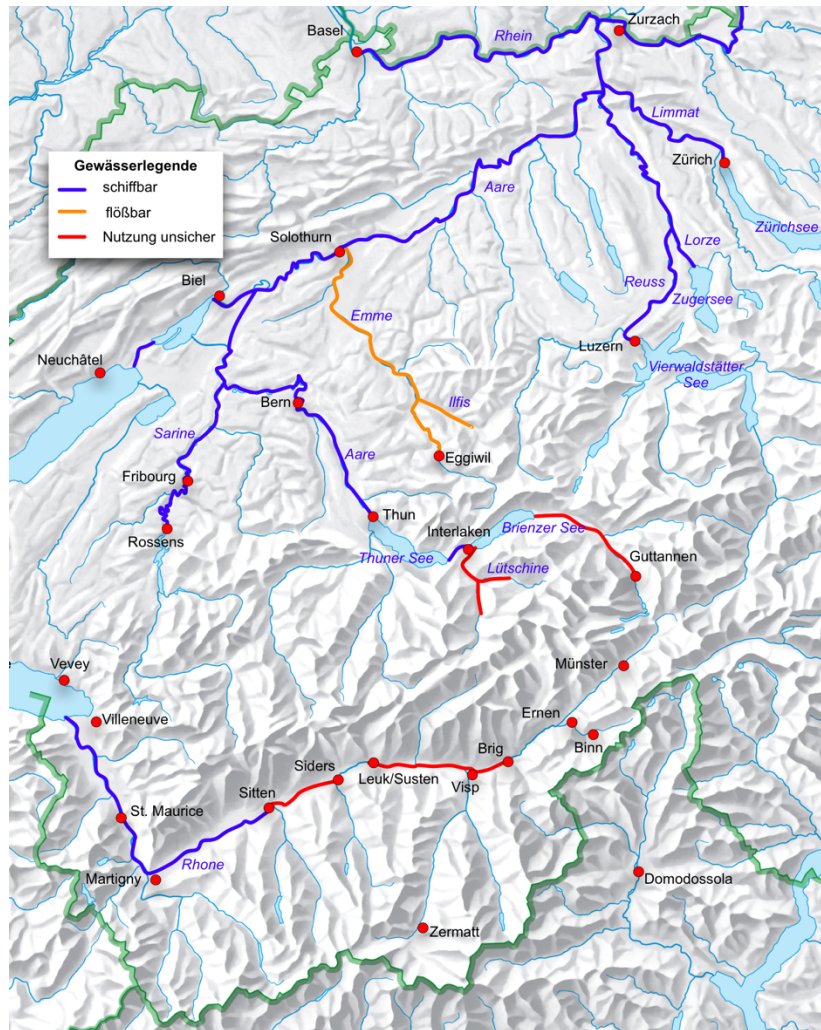 Zurzach
Basel
Rhein
Limmat
Zürich
Gewässerlegende
schiffbar
flößbar
Nutzung unsicher
Aare
Zürichsee
Solothurn
Lorze
Biel
Reuss
Zugersee
Emme
Luzern
Neuchâtel
Vierwaldstätter
See
Bern
Ilfis
Sarine
Aare
Eggiwil
Fribourg
Thun
Rossens
Interlaken
Brienzer See
Thuner See
Guttannen
Lütschine
e
Vevey
Münster
Villeneuve
Ernen
Binn
Brig
Siders
Leuk/Susten
Visp
Sitten
St. Maurice
Rhone
Martigny
Domodossola
Zermatt